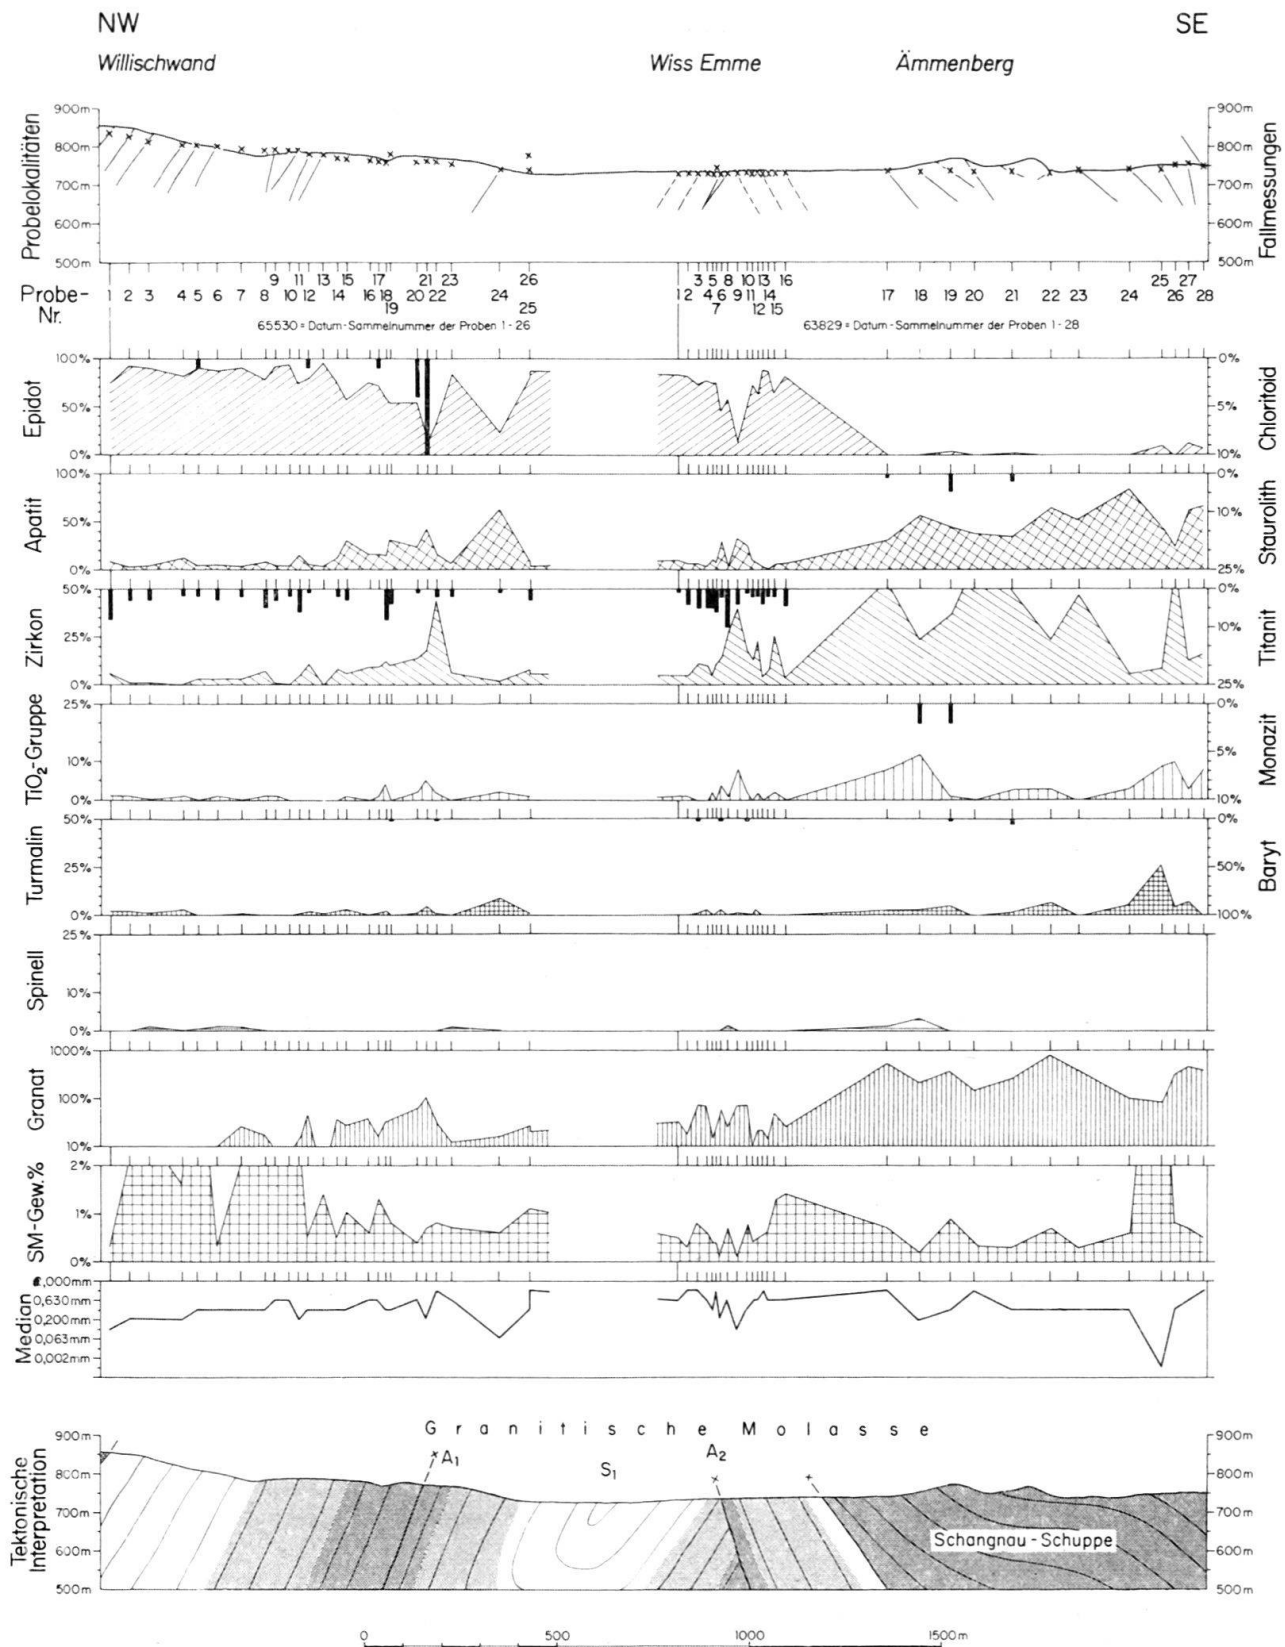 NW SE
Willischwand Wiss Emme Ämmenberg
Probelokalitäten
900m 900m
800m 800m
700m 700m
600m 600m
500m 500m
Fallmessungen
9 11 13 15 17 21 23 26 3 5 8 10 13 16 25 27
Probe-Nr.
1 2 3 4 5 6 7 8 10 12 14 16 18 20 22 24 25 1 2 4 6 9 11 14 17 18 19 20 21 22 23 24 26 28
19 7 12 15
65530 = Datum-Sammelnummer der Proben 1-26 63829 = Datum-Sammelnummer der Proben 1-28
Epidot
100% 0%
50% 5%
0% 10%
Chloritoid
Apatit
100% 0%
50% 10%
0% 25%
Staurolith
Zirkon
50% 0%
25% 10%
0% 25%
Titanit
TiO₂-Gruppe
25% 0%
10% 5%
0% 10%
Monazit
Turmalin
50% 0%
25% 50%
0% 100%
Baryt
Spinell
25%
10%
0%
Granat
1000%
100%
10%
SM-Gew.%
2%
1%
0%
Median
,000mm
0,630mm
0,200mm
0,063mm
0,002mm
Granitische Molasse
Tektonische Interpretation
900m 900m
800m 800m
700m 700m
600m 600m
500m 500m
A₁ S₁ A₂
Schangnau-Schuppe
0 500 1000 1500m